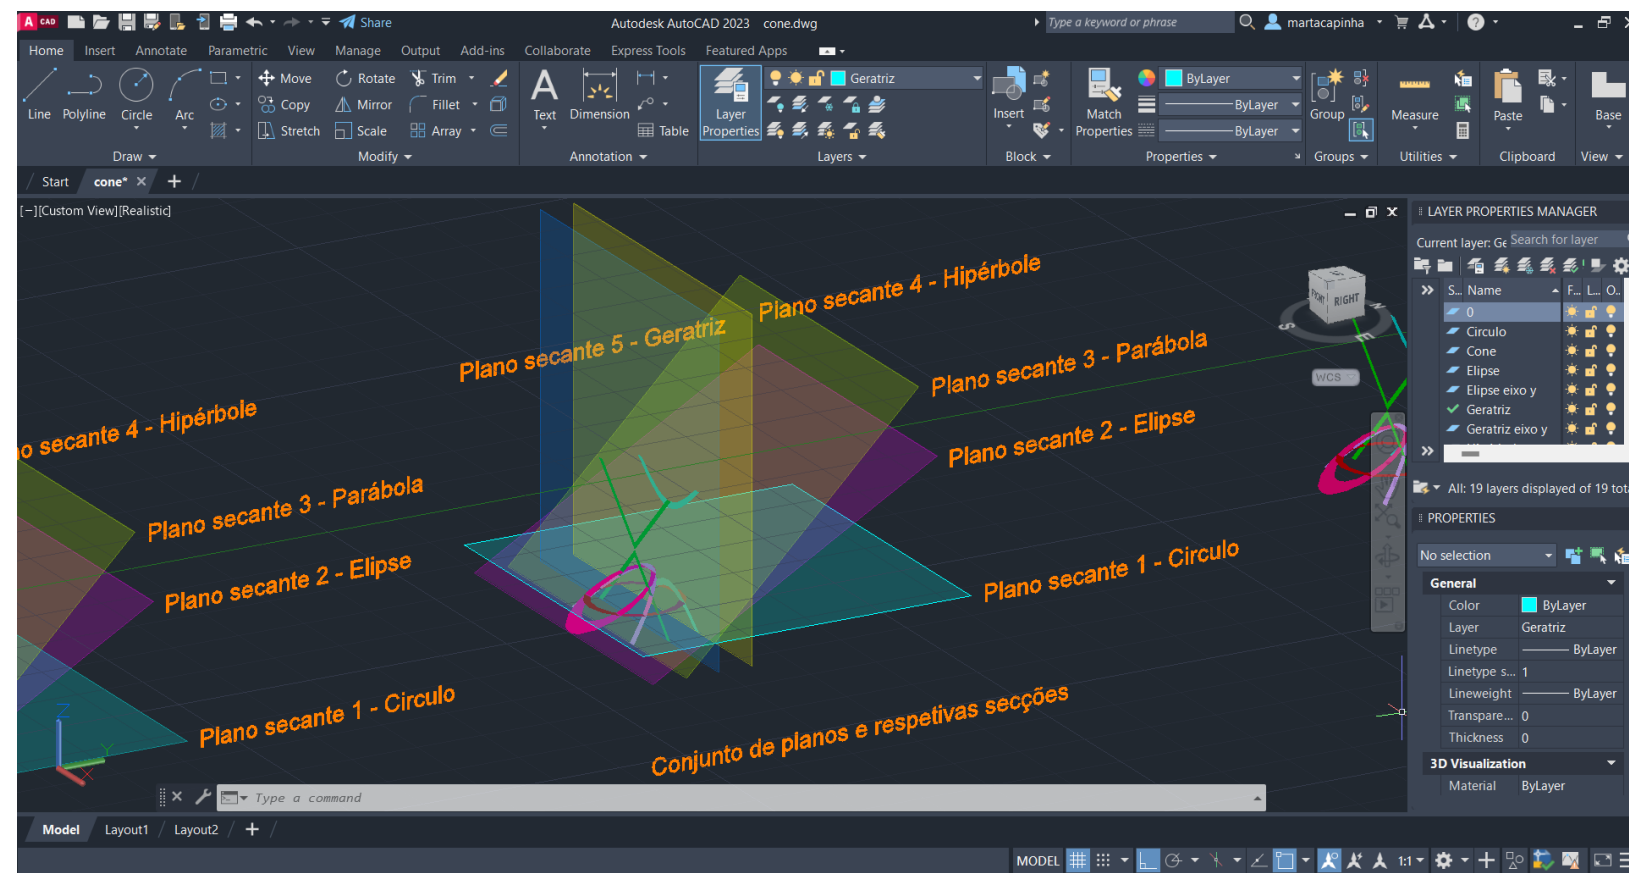 A CAD Share Autodesk AutoCAD 2023 cone.dwg Type a keyword or phrase martacapinha
Home Insert Annotate Parametric View Manage Output Add-ins Collaborate Express Tools Featured Apps
Line Polyline Circle Arc
Move Rotate Trim
Copy Mirror Fillet
Stretch Scale Array
Text Dimension Table
Layer Properties
Geratriz
Insert
Match Properties
ByLayer
ByLayer
ByLayer
Group
Measure
Paste
Base
Draw Modify Annotation Layers Block Properties Groups Utilities Clipboard View
Start cone*
[−][Custom View][Realistic]
Plano secante 4 - Hipérbole
Plano secante 5 - Geratriz
Plano secante 3 - Parábola
Plano secante 2 - Elipse
Plano secante 1 - Circulo
no secante 4 - Hipérbole
Plano secante 3 - Parábola
Plano secante 2 - Elipse
Plano secante 1 - Circulo
Conjunto de planos e respetivas secções
RIGHT
S
E
WCS
Z
Y
X
Type a command
LAYER PROPERTIES MANAGER
Current layer: Ge Search for layer
S.. Name F... L... O..
0
Circulo
Cone
Elipse
Elipse eixo y
Geratriz
Geratriz eixo y
All: 19 layers displayed of 19 tot
PROPERTIES
No selection
General
Color ByLayer
Layer Geratriz
Linetype ByLayer
Linetype s... 1
Lineweight ByLayer
Transpare... 0
Thickness 0
3D Visualization
Material ByLayer
Model Layout1 Layout2
MODEL 1:1